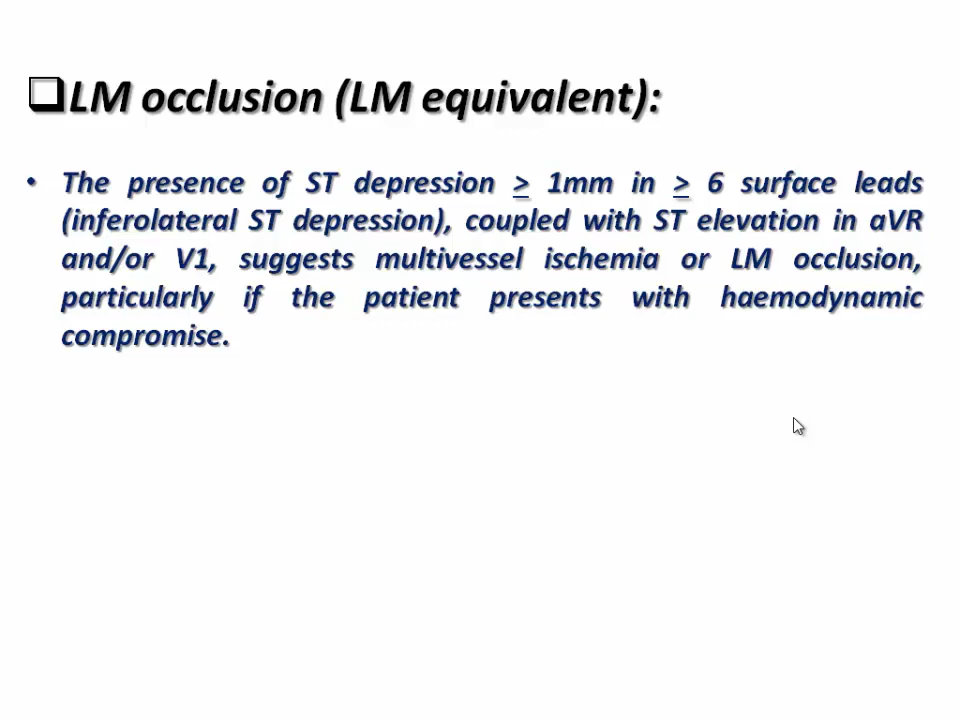 ❑LM occlusion (LM equivalent):
• The presence of ST depression ≥ 1mm in ≥ 6 surface leads
(inferolateral ST depression), coupled with ST elevation in aVR
and/or V1, suggests multivessel ischemia or LM occlusion,
particularly if the patient presents with haemodynamic
compromise.